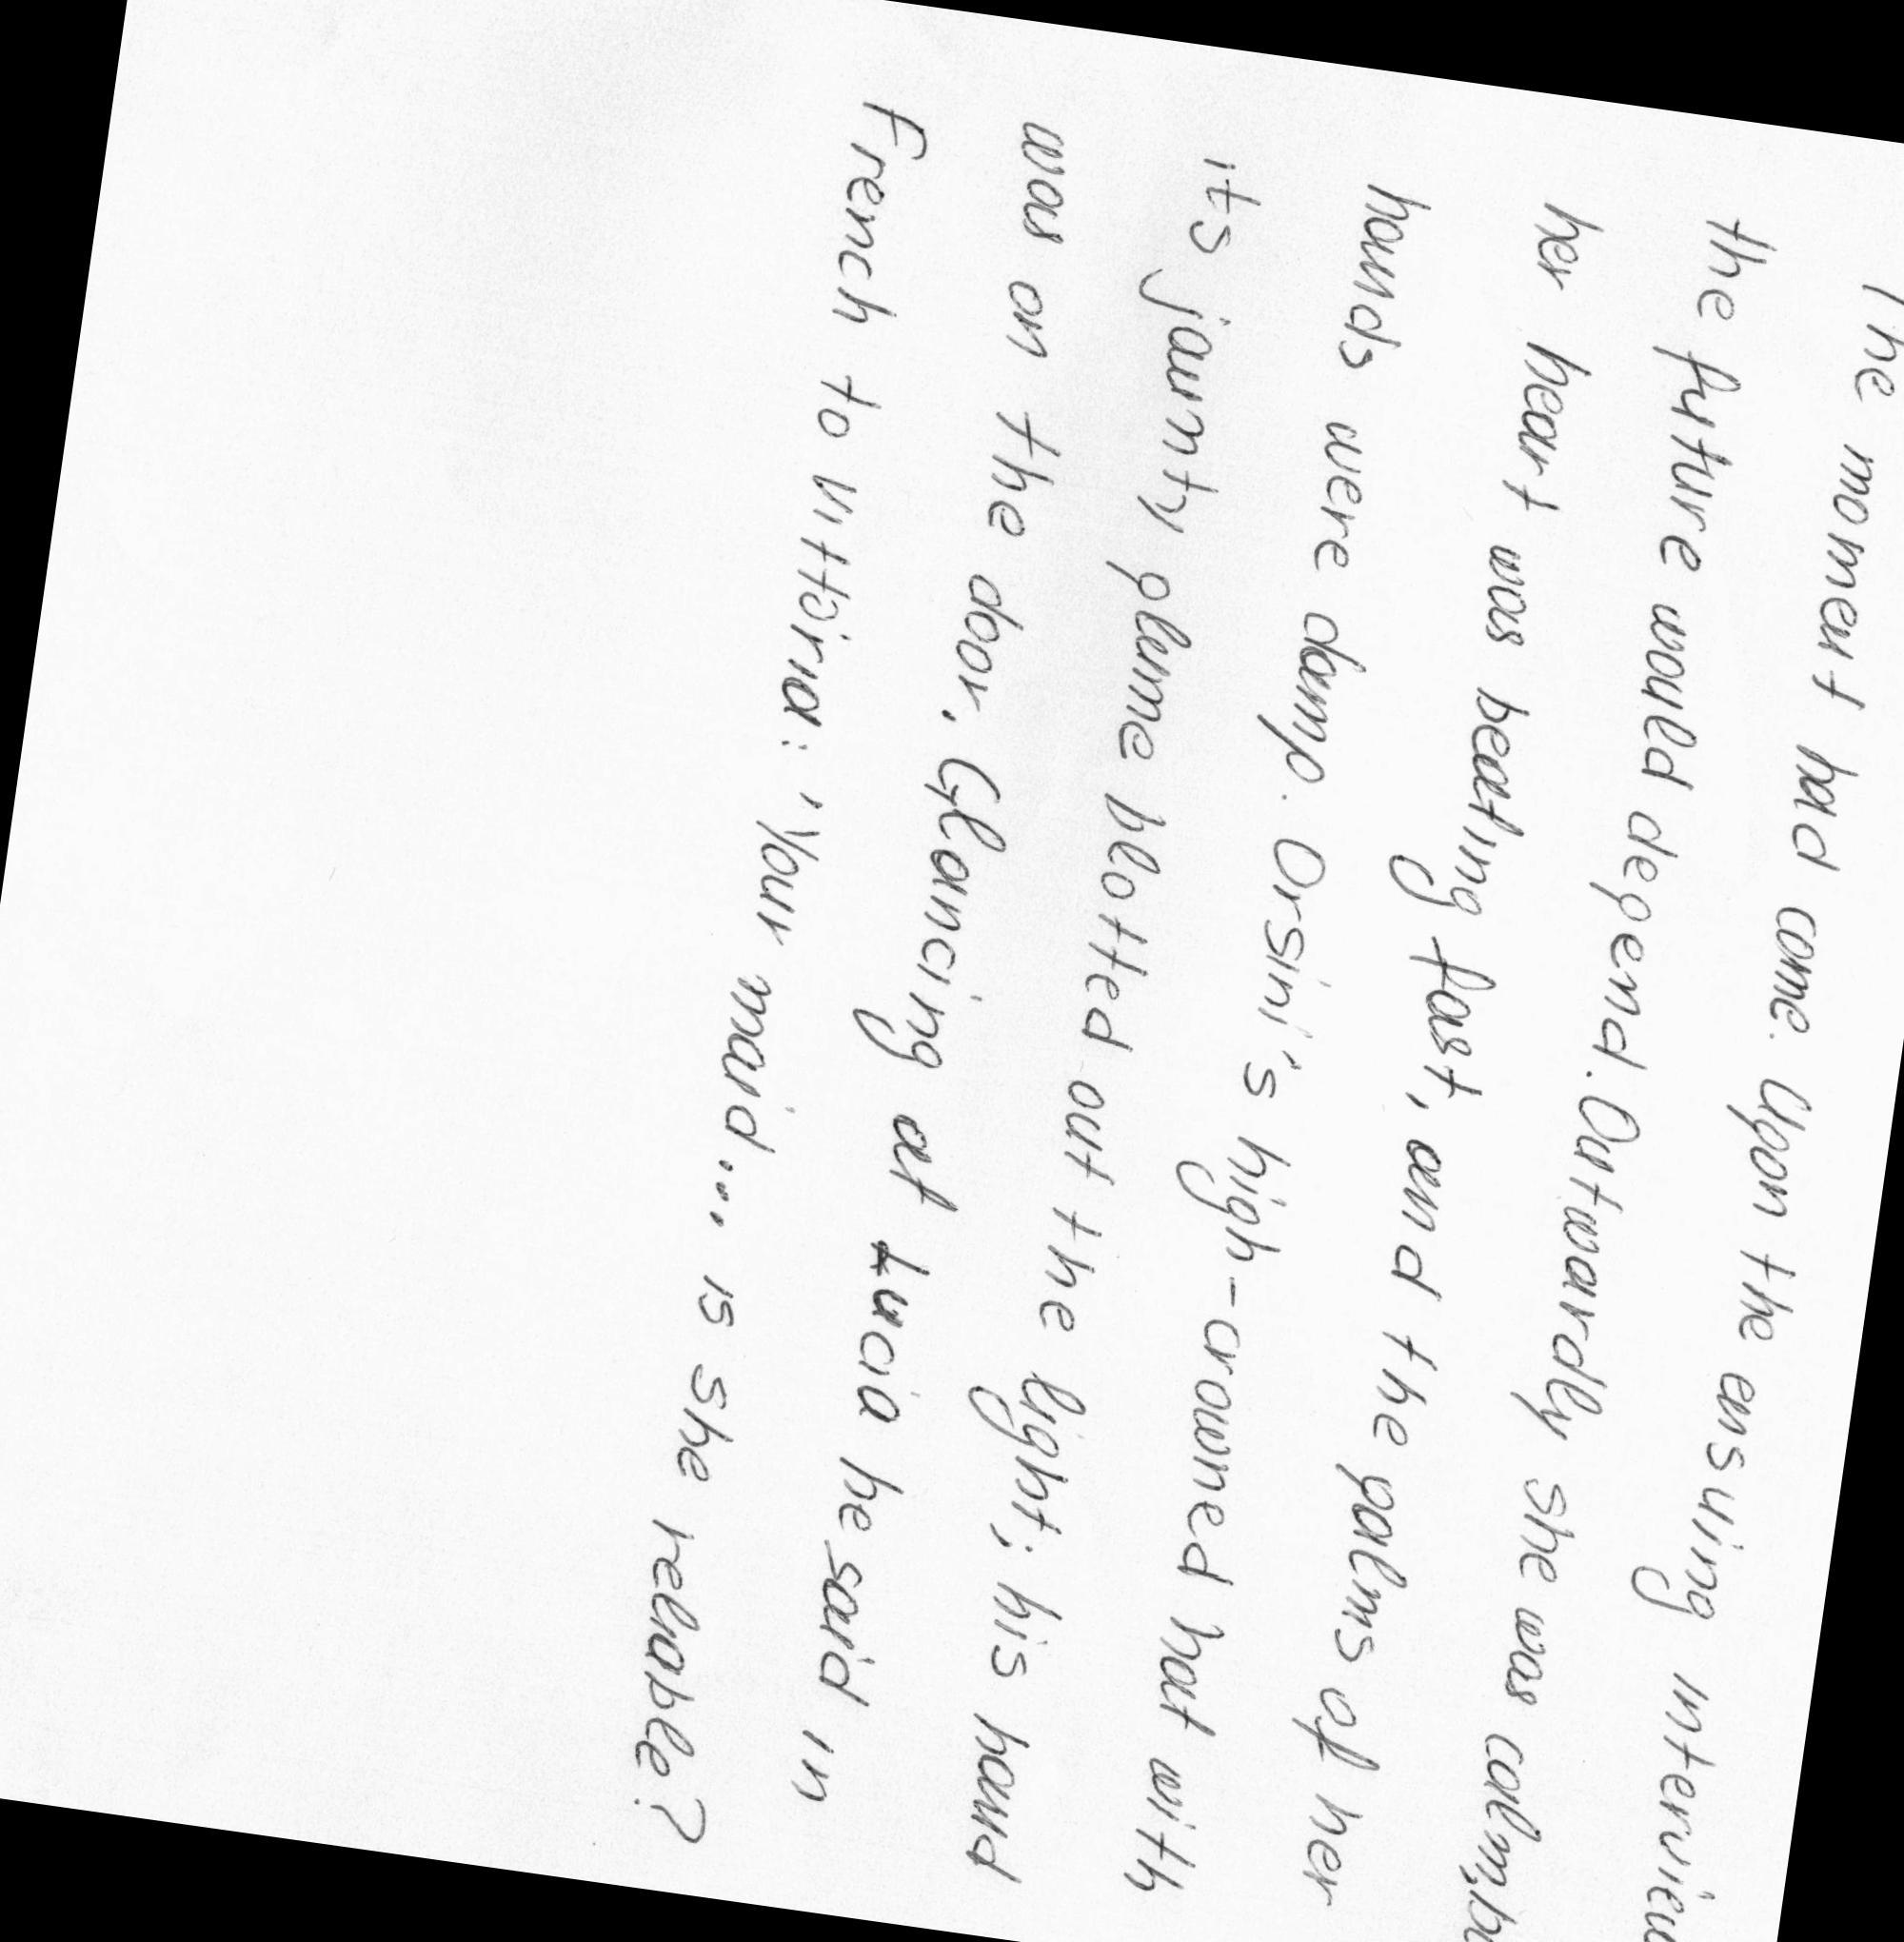 The moment had come. Upon the ensuing interview
the future would depend. Outwardly she was calm, b
her heart was beating fast, and the palms of her
hands were damp. Orsini's high-crowned hat with
its jaunty plume blotted out the light; his hand
was on the door. Glancing at Lucia he said in
French to Vittoria: 'Your maid... is she reliable?